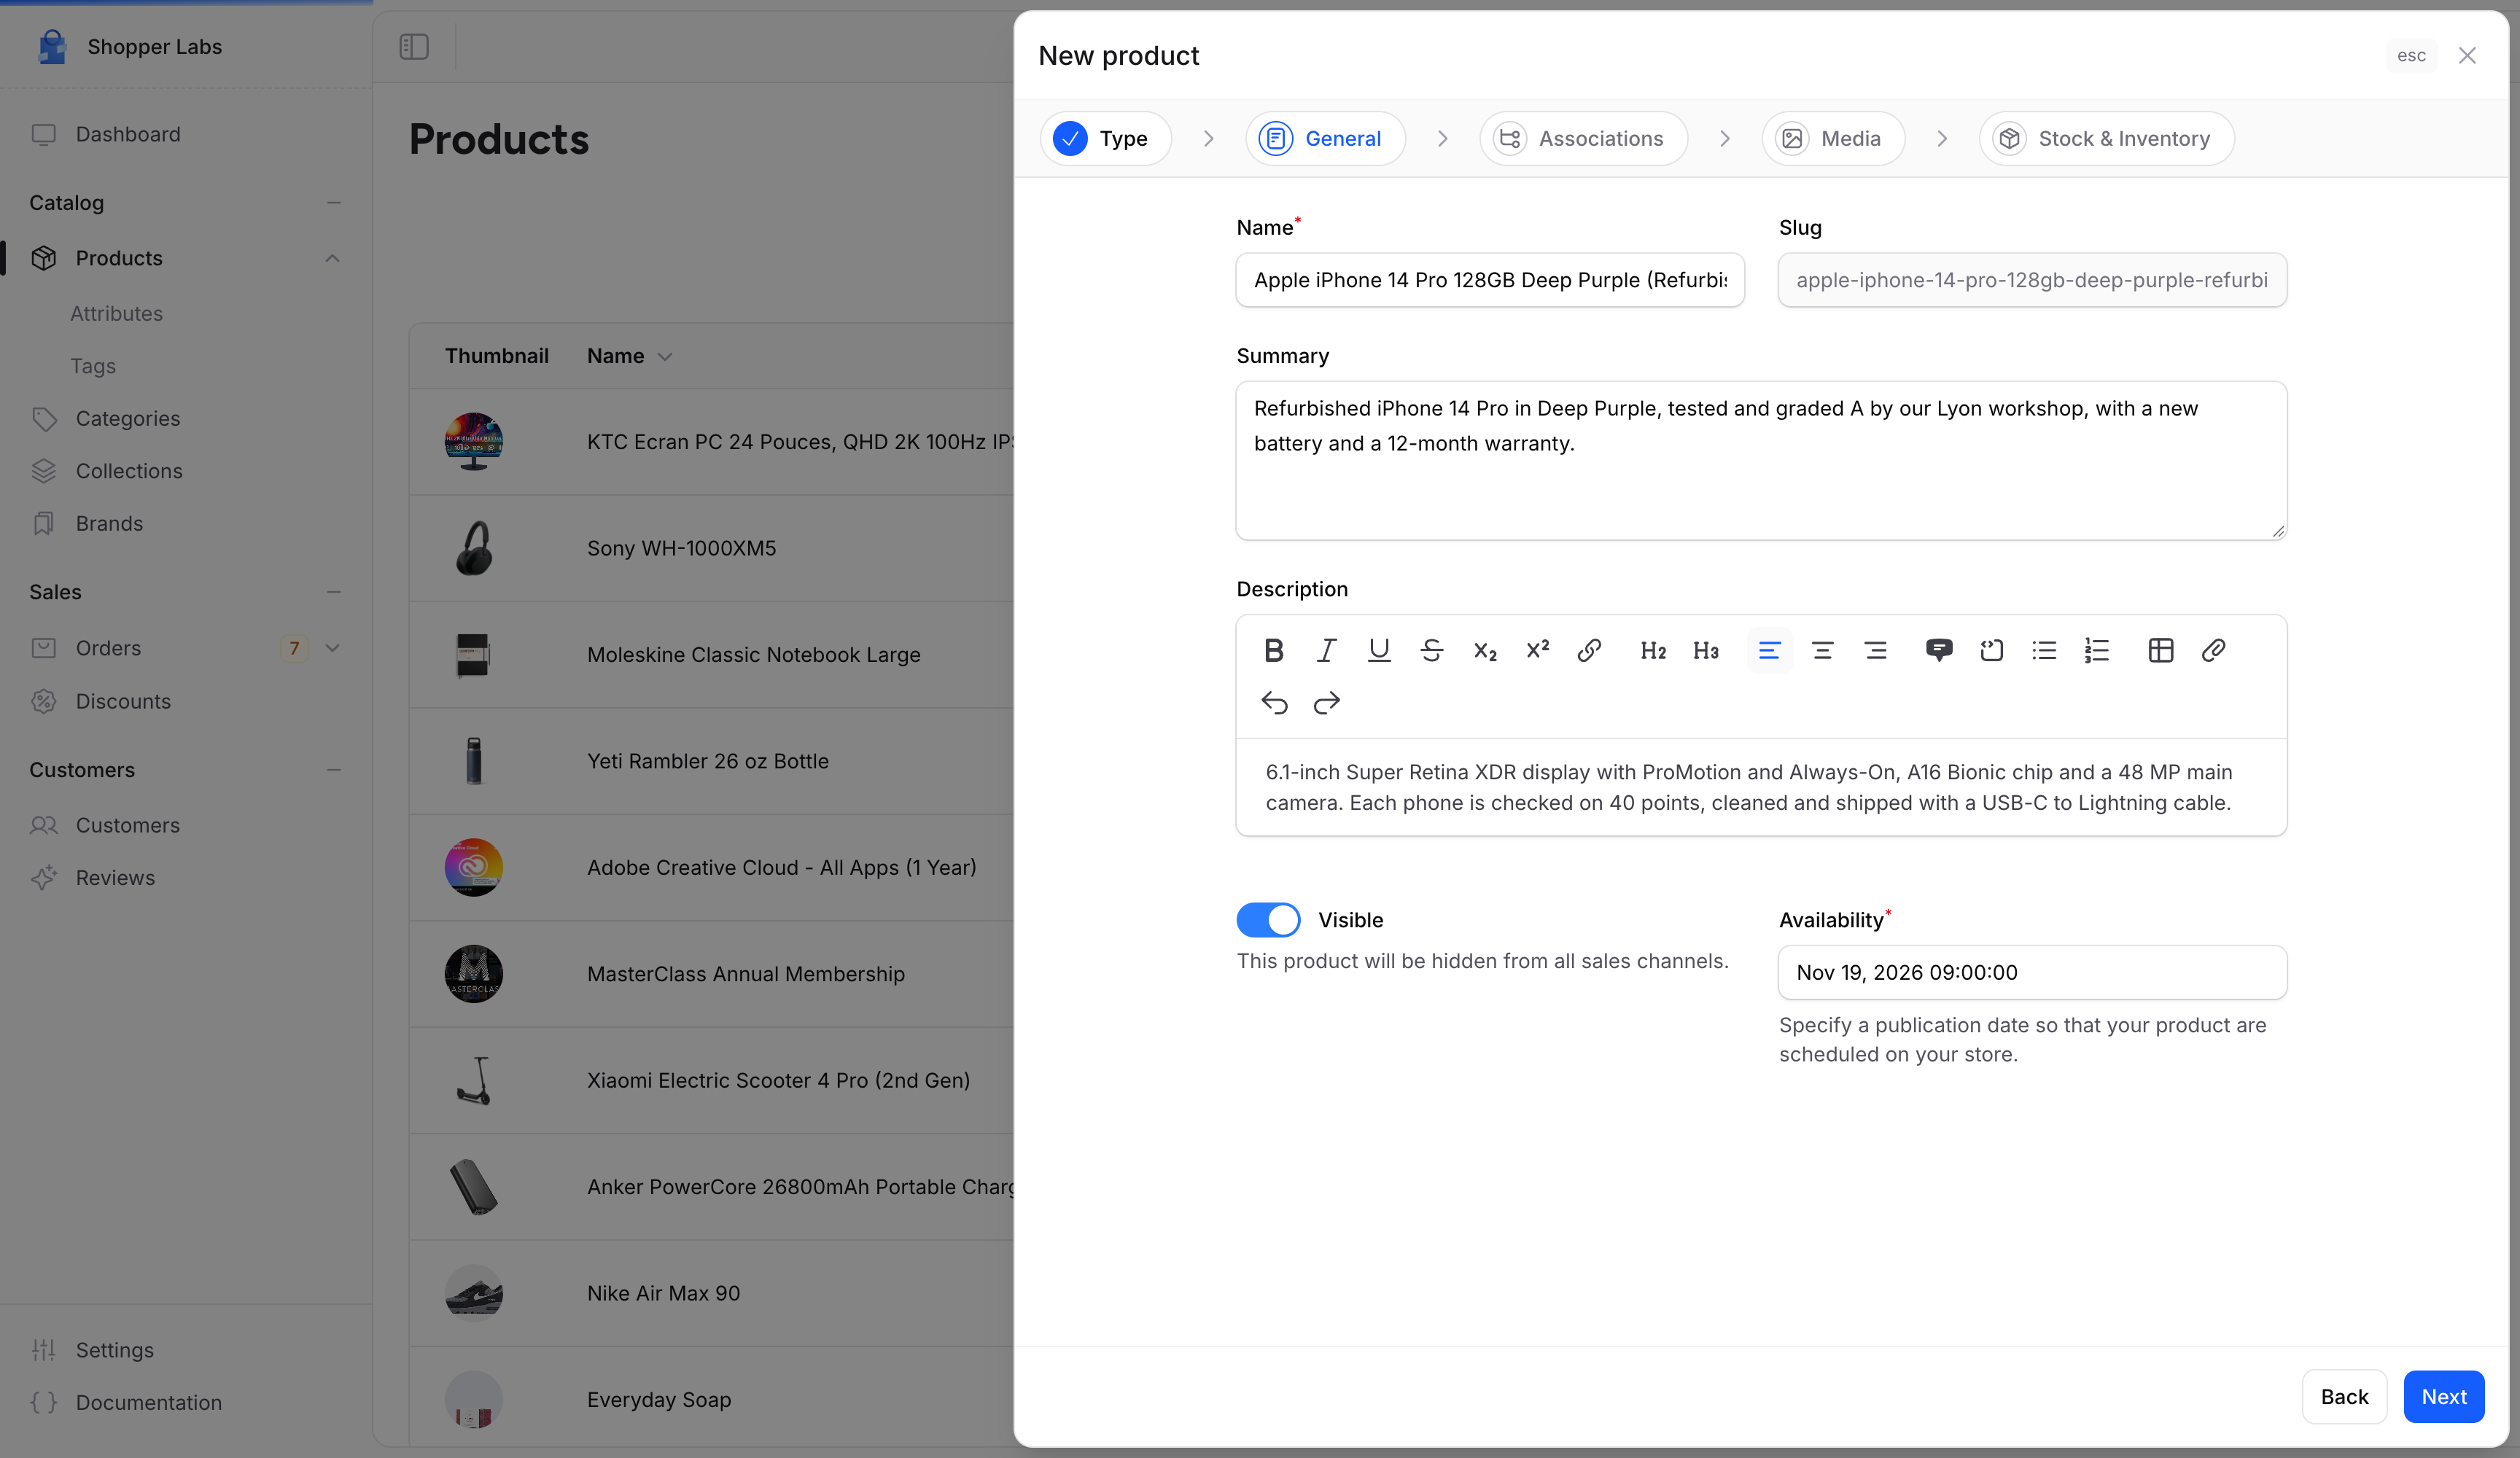 Shopper Labs
Dashboard
Catalog
Products
Attributes
Tags
Categories
Collections
Brands
Sales
Orders
7
Discounts
Customers
Customers
Reviews
Settings
Documentation
Products
Thumbnail
Name
KTC Ecran PC 24 Pouces, QHD 2K 100Hz IPS
Sony WH-1000XM5
Moleskine Classic Notebook Large
Yeti Rambler 26 oz Bottle
Adobe Creative Cloud - All Apps (1 Year)
MasterClass Annual Membership
Xiaomi Electric Scooter 4 Pro (2nd Gen)
Anker PowerCore 26800mAh Portable Charg
Nike Air Max 90
Everyday Soap
New product
esc
Type
General
Associations
Media
Stock & Inventory
Name*
Apple iPhone 14 Pro 128GB Deep Purple (Refurbis
Slug
apple-iphone-14-pro-128gb-deep-purple-refurbi
Summary
Refurbished iPhone 14 Pro in Deep Purple, tested and graded A by our Lyon workshop, with a new
battery and a 12-month warranty.
Description
H2
H3
6.1-inch Super Retina XDR display with ProMotion and Always-On, A16 Bionic chip and a 48 MP main
camera. Each phone is checked on 40 points, cleaned and shipped with a USB-C to Lightning cable.
Visible
This product will be hidden from all sales channels.
Availability*
Nov 19, 2026 09:00:00
Specify a publication date so that your product are
scheduled on your store.
Back
Next